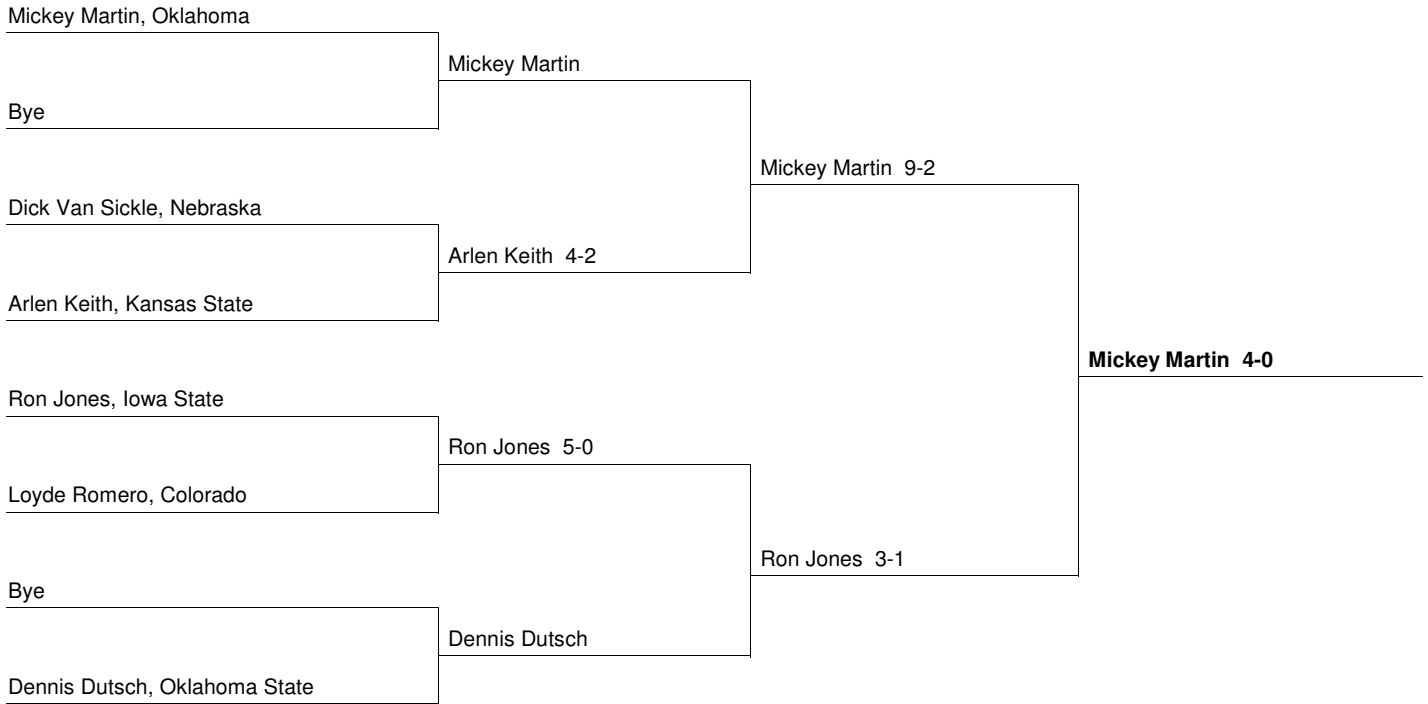 Mickey Martin, Oklahoma
Mickey Martin
Bye
Mickey Martin 9-2
Dick Van Sickle, Nebraska
Arlen Keith 4-2
Arlen Keith, Kansas State
Mickey Martin 4-0
Ron Jones, Iowa State
Ron Jones 5-0
Loyde Romero, Colorado
Ron Jones 3-1
Bye
Dennis Dutsch
Dennis Dutsch, Oklahoma State